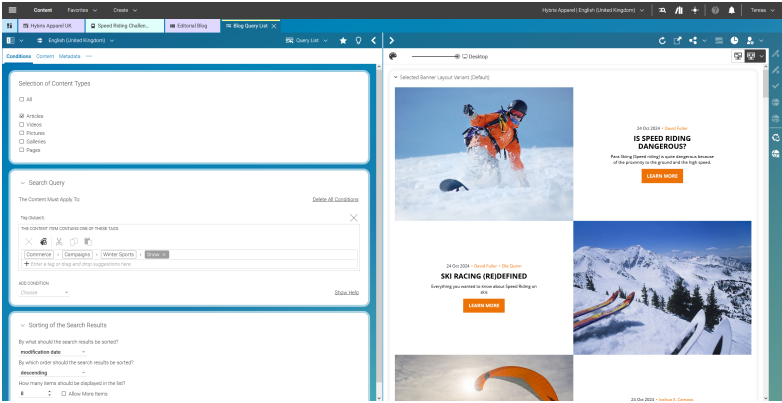 Content Favorites Create Hybris Apparel | English (United Kingdom) Teresa
Hybris Apparel UK Speed Riding Challen... Editorial Blog Blog Query List
English (United Kingdom) Query List
Conditions Content Metadata
Desktop
Selected Banner Layout Variant (Default)
Selection of Content Types
All
Articles
Videos
Pictures
Galleries
Pages
Search Query
The Content Must Apply To: Delete All Conditions
Tag (Subject)
THE CONTENT ITEM CONTAINS ONE OF THESE TAGS:
Commerce Campaigns Winter Sports Snow
Enter a tag or drag and drop suggestions here.
ADD CONDITION
Choose Show Help
Sorting of the Search Results
By what should the search results be sorted?
modification date
By which order should the search results be sorted?
descending
How many items should be displayed in the list?
8 Allow More Items
24 Oct 2024 • David Fuller
IS SPEED RIDING
DANGEROUS?
Para Skiing (Speed riding) is quite dangerous because
of the proximity to the ground and the high speed.
LEARN MORE
24 Oct 2024 • David Fuller • Ella Quinn
SKI RACING (RE)DEFINED
Everything you wanted to know about Speed Riding on
skis
LEARN MORE
24 Oct 2024 • Joshua X. Campos